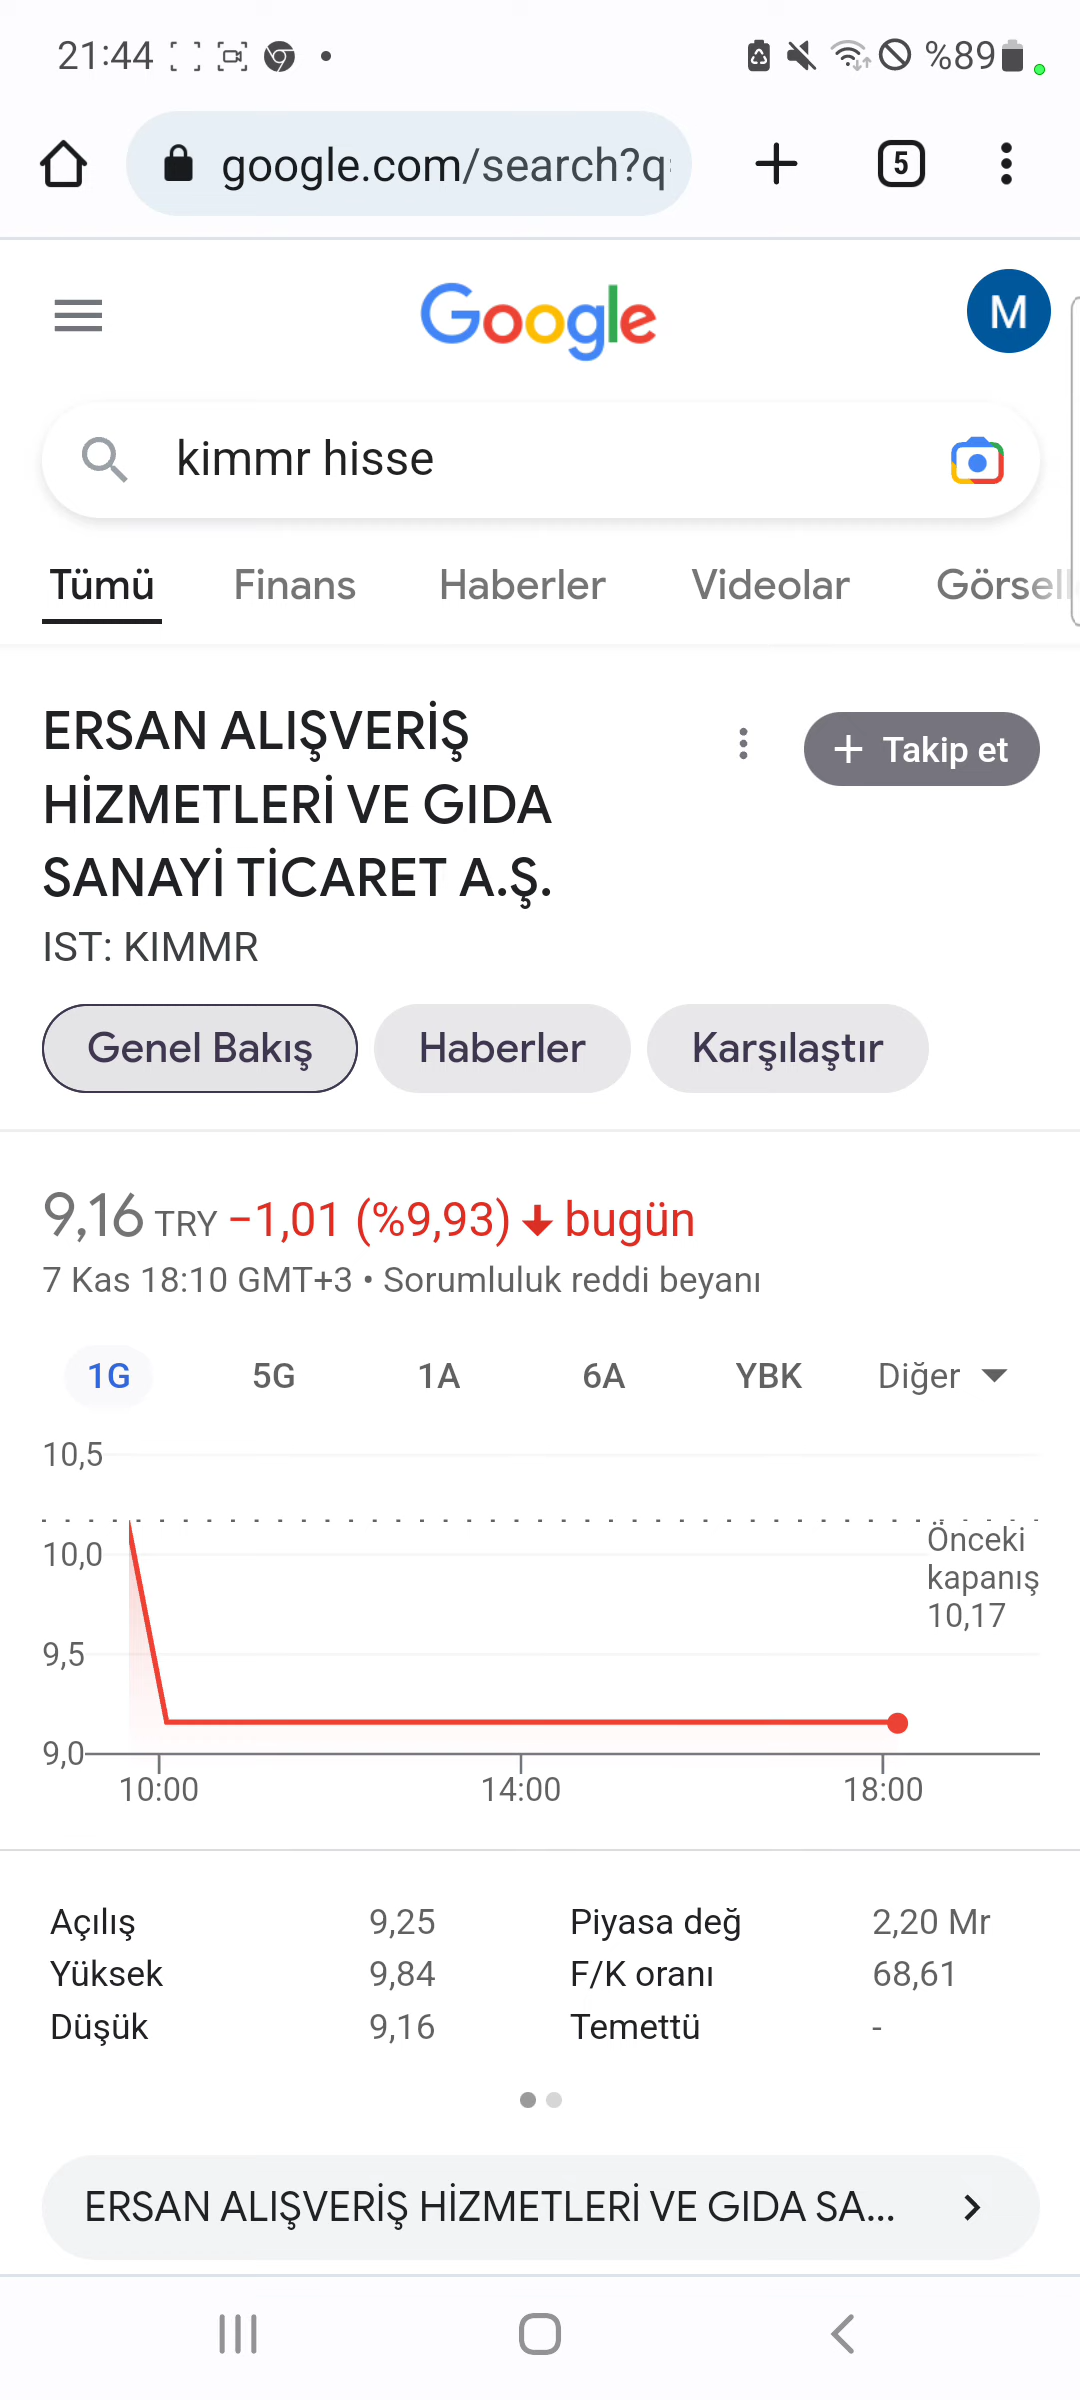 21:44
%89
google.com/search?q
5
Google
M
kimmr hisse
Tümü Finans Haberler Videolar Görsell
ERSAN ALIŞVERİŞ
HİZMETLERİ VE GIDA
SANAYİ TİCARET A.Ş.
+ Takip et
IST: KIMMR
Genel Bakış Haberler Karşılaştır
9,16 TRY −1,01 (%9,93) ↓ bugün
7 Kas 18:10 GMT+3 • Sorumluluk reddi beyanı
1G 5G 1A 6A YBK Diğer
10,5
10,0
9,5
9,0
Önceki
kapanış
10,17
10:00 14:00 18:00
Açılış 9,25 Piyasa değ 2,20 Mr
Yüksek 9,84 F/K oranı 68,61
Düşük 9,16 Temettü -
ERSAN ALIŞVERİŞ HİZMETLERİ VE GIDA SA...